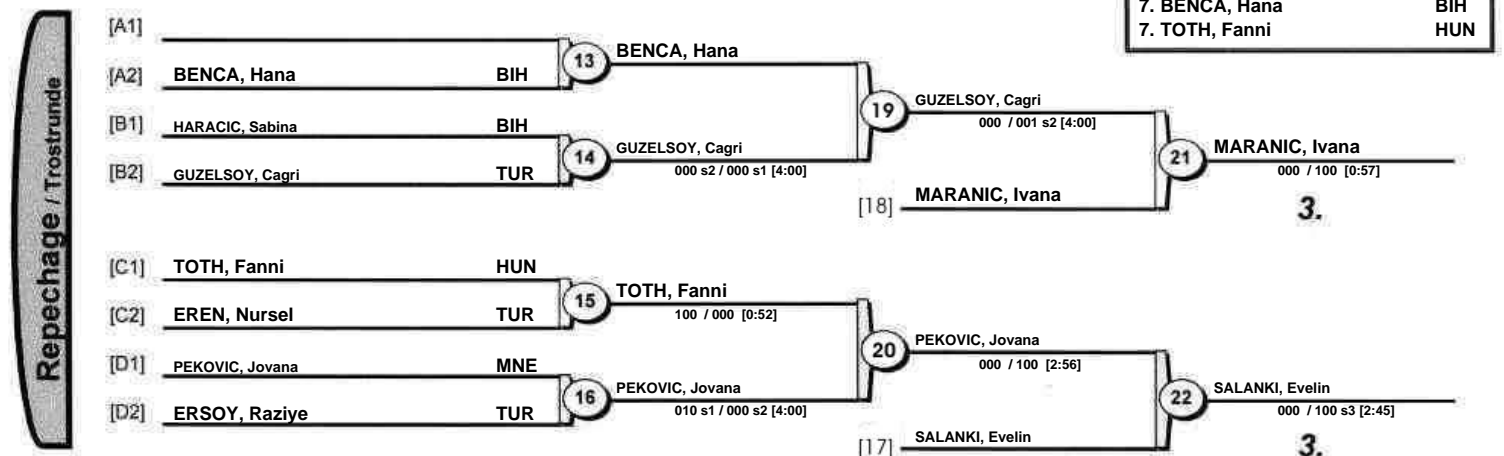 7. BENCA, Hana BIH
7. TOTH, Fanni HUN
Repechage / Trostrunde
[A1]
[A2] BENCA, Hana BIH
13 BENCA, Hana
[B1] HARACIC, Sabina BIH
[B2] GUZELSOY, Cagri TUR
14 GUZELSOY, Cagri
000 s2 / 000 s1 [4:00]
19 GUZELSOY, Cagri
000 / 001 s2 [4:00]
[18] MARANIC, Ivana
21 MARANIC, Ivana
000 / 100 [0:57]
3.
[C1] TOTH, Fanni HUN
[C2] EREN, Nursel TUR
15 TOTH, Fanni
100 / 000 [0:52]
[D1] PEKOVIC, Jovana MNE
[D2] ERSOY, Raziye TUR
16 PEKOVIC, Jovana
010 s1 / 000 s2 [4:00]
20 PEKOVIC, Jovana
000 / 100 [2:56]
[17] SALANKI, Evelin
22 SALANKI, Evelin
000 / 100 s3 [2:45]
3.